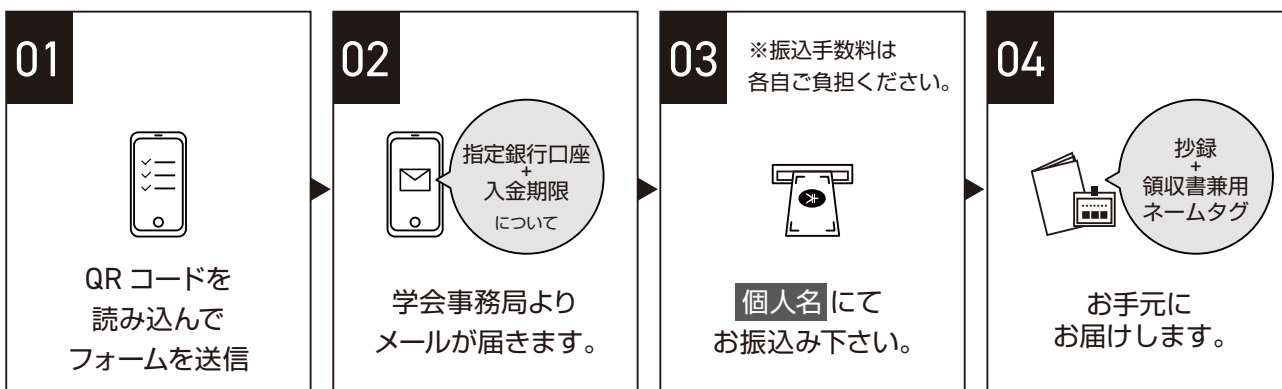 01
QR コードを
読み込んで
フォームを送信
02
指定銀行口座
+
入金期限
について
学会事務局より
メールが届きます。
03
※振込手数料は
各自ご負担ください。
¥
個人名 にて
お振込み下さい。
04
抄録
+
領収書兼用
ネームタグ
お手元に
お届けします。